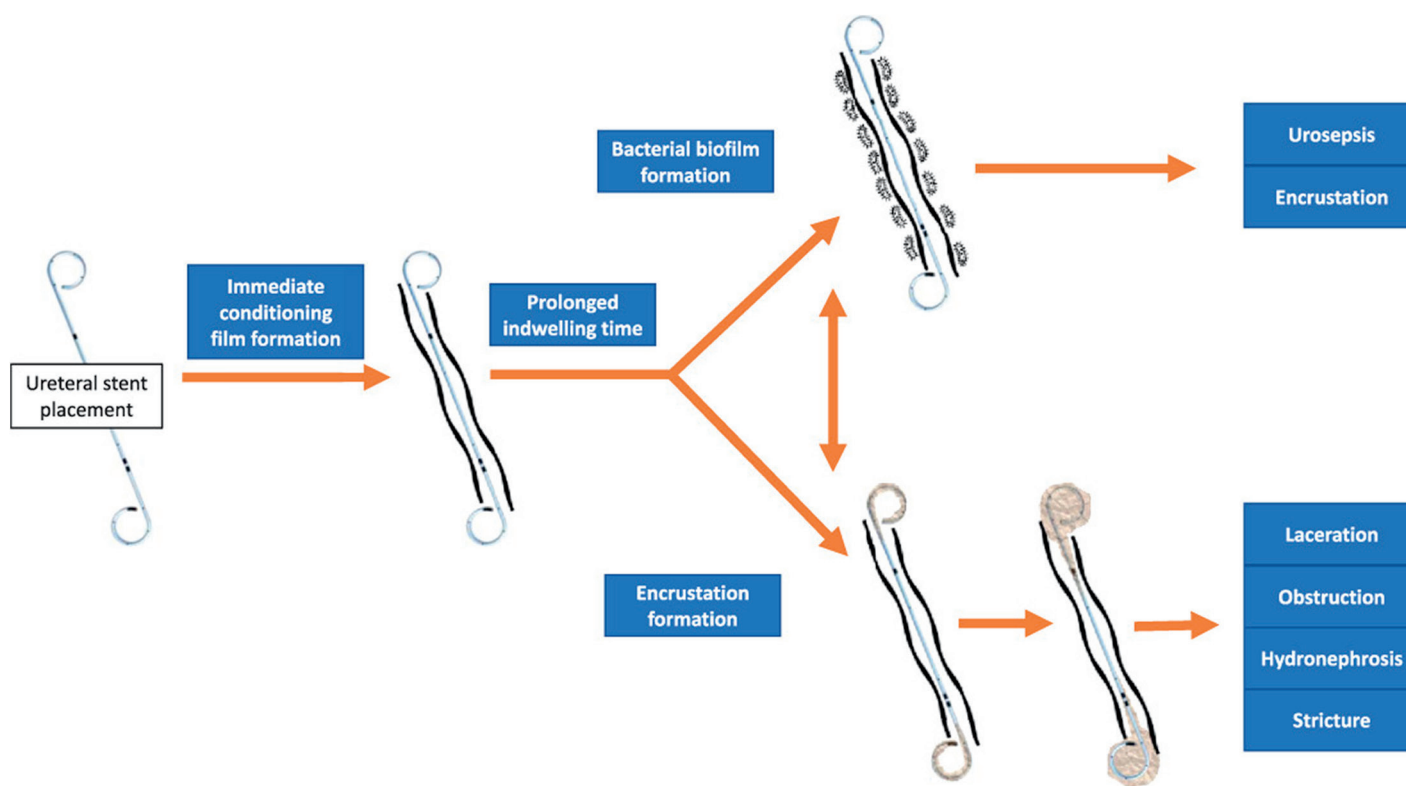 Ureteral stent
placement
Immediate
conditioning
film formation
Prolonged
indwelling time
Bacterial biofilm
formation
Urosepsis
Encrustation
Encrustation
formation
Laceration
Obstruction
Hydronephrosis
Stricture